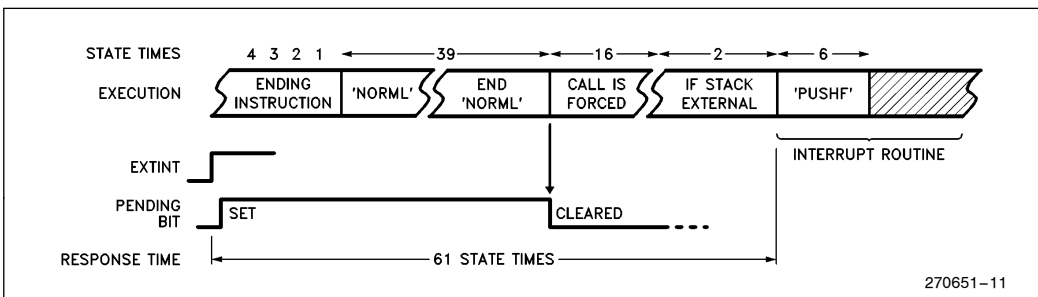 STATE TIMES 4 3 2 1 39 16 2 6
EXECUTION ENDING INSTRUCTION 'NORML' END 'NORML' CALL IS FORCED IF STACK EXTERNAL 'PUSHF'
INTERRUPT ROUTINE
EXTINT
PENDING BIT SET CLEARED
RESPONSE TIME 61 STATE TIMES
270651-11